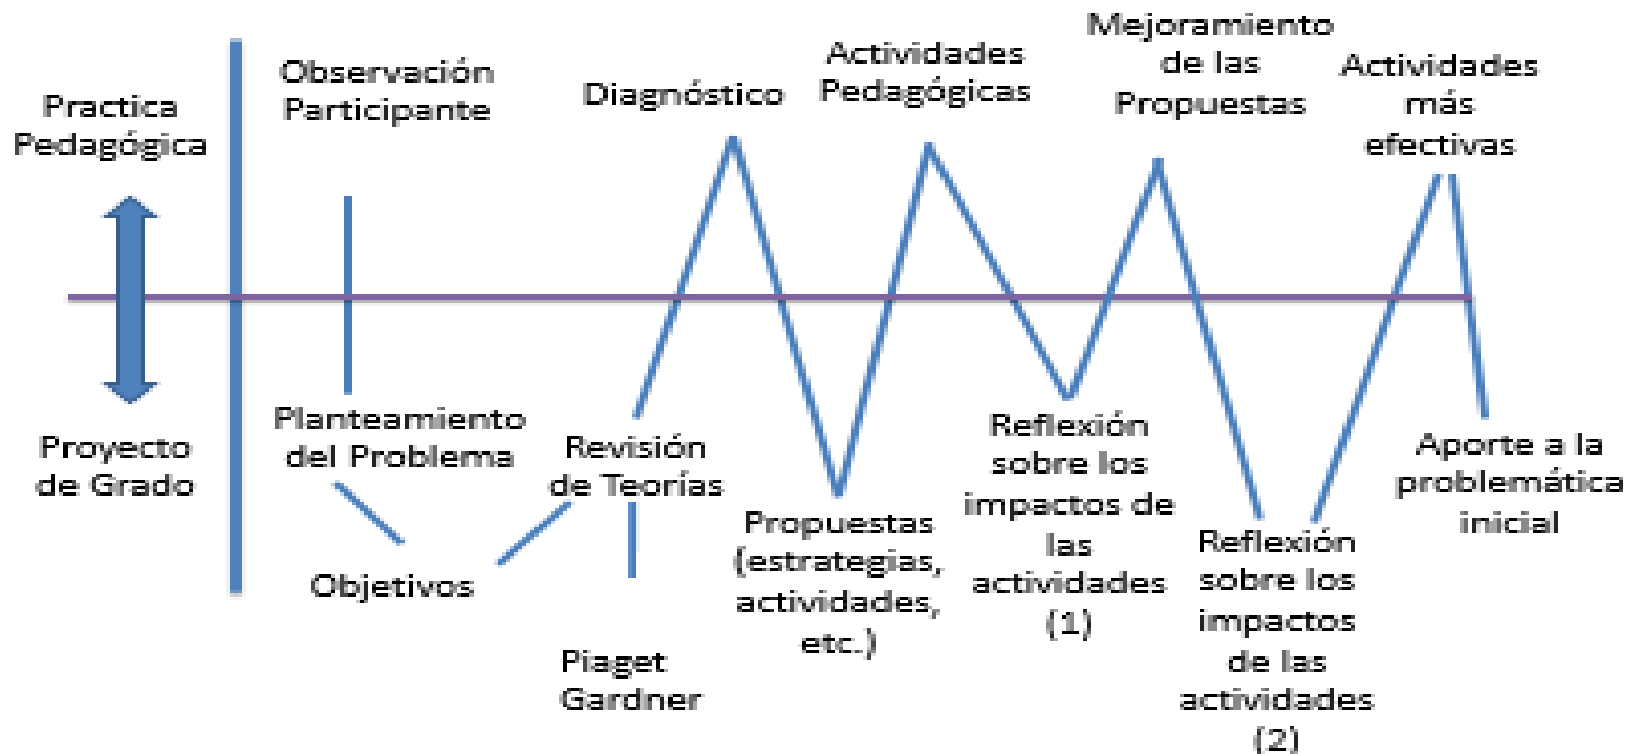 Practica
Pedagógica
Proyecto
de Grado
Observación
Participante
Planteamiento
del Problema
Objetivos
Revisión
de Teorías
Piaget
Gardner
Diagnóstico
Propuestas
(estrategias,
actividades,
etc.)
Actividades
Pedagógicas
Reflexión
sobre los
impactos de
las
actividades
(1)
Mejoramiento
de las
Propuestas
Reflexión
sobre los
impactos
de las
actividades
(2)
Actividades
más
efectivas
Aporte a la
problemática
inicial